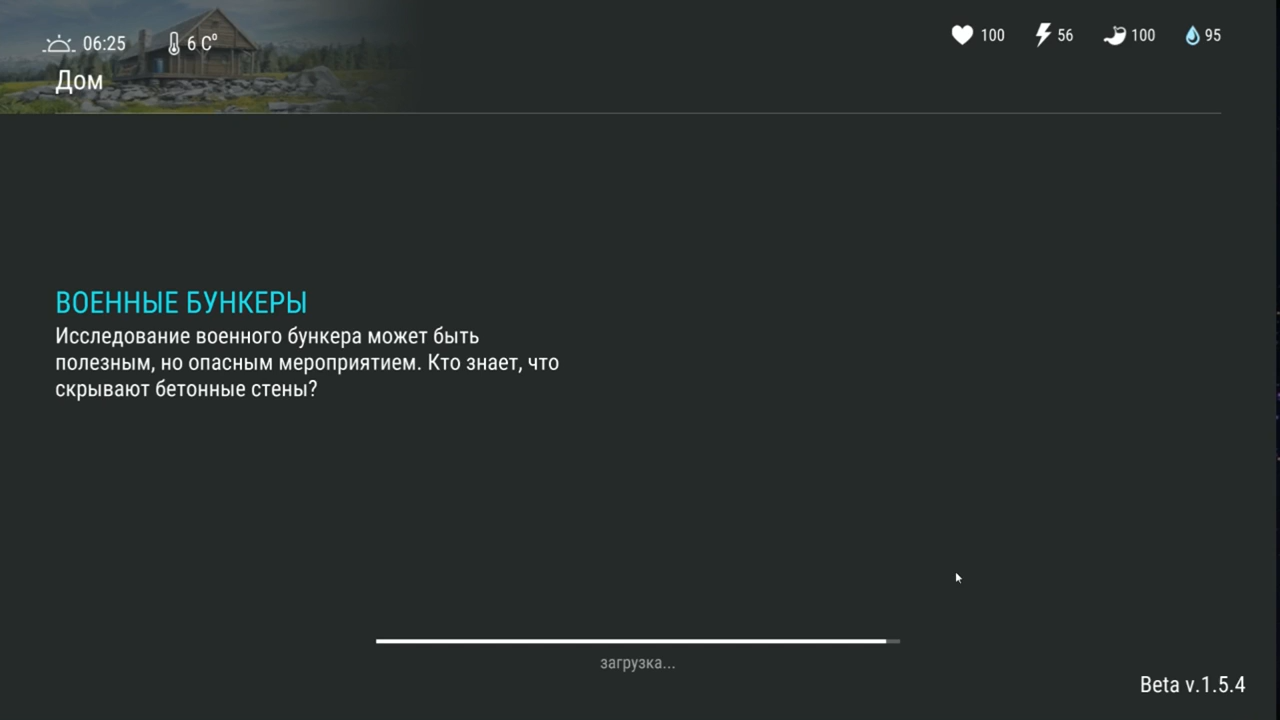 06:25 6 C°
100 56 100 95
Дом
ВОЕННЫЕ БУНКЕРЫ
Исследование военного бункера может быть
полезным, но опасным мероприятием. Кто знает, что
скрывают бетонные стены?
загрузка...
Beta v.1.5.4